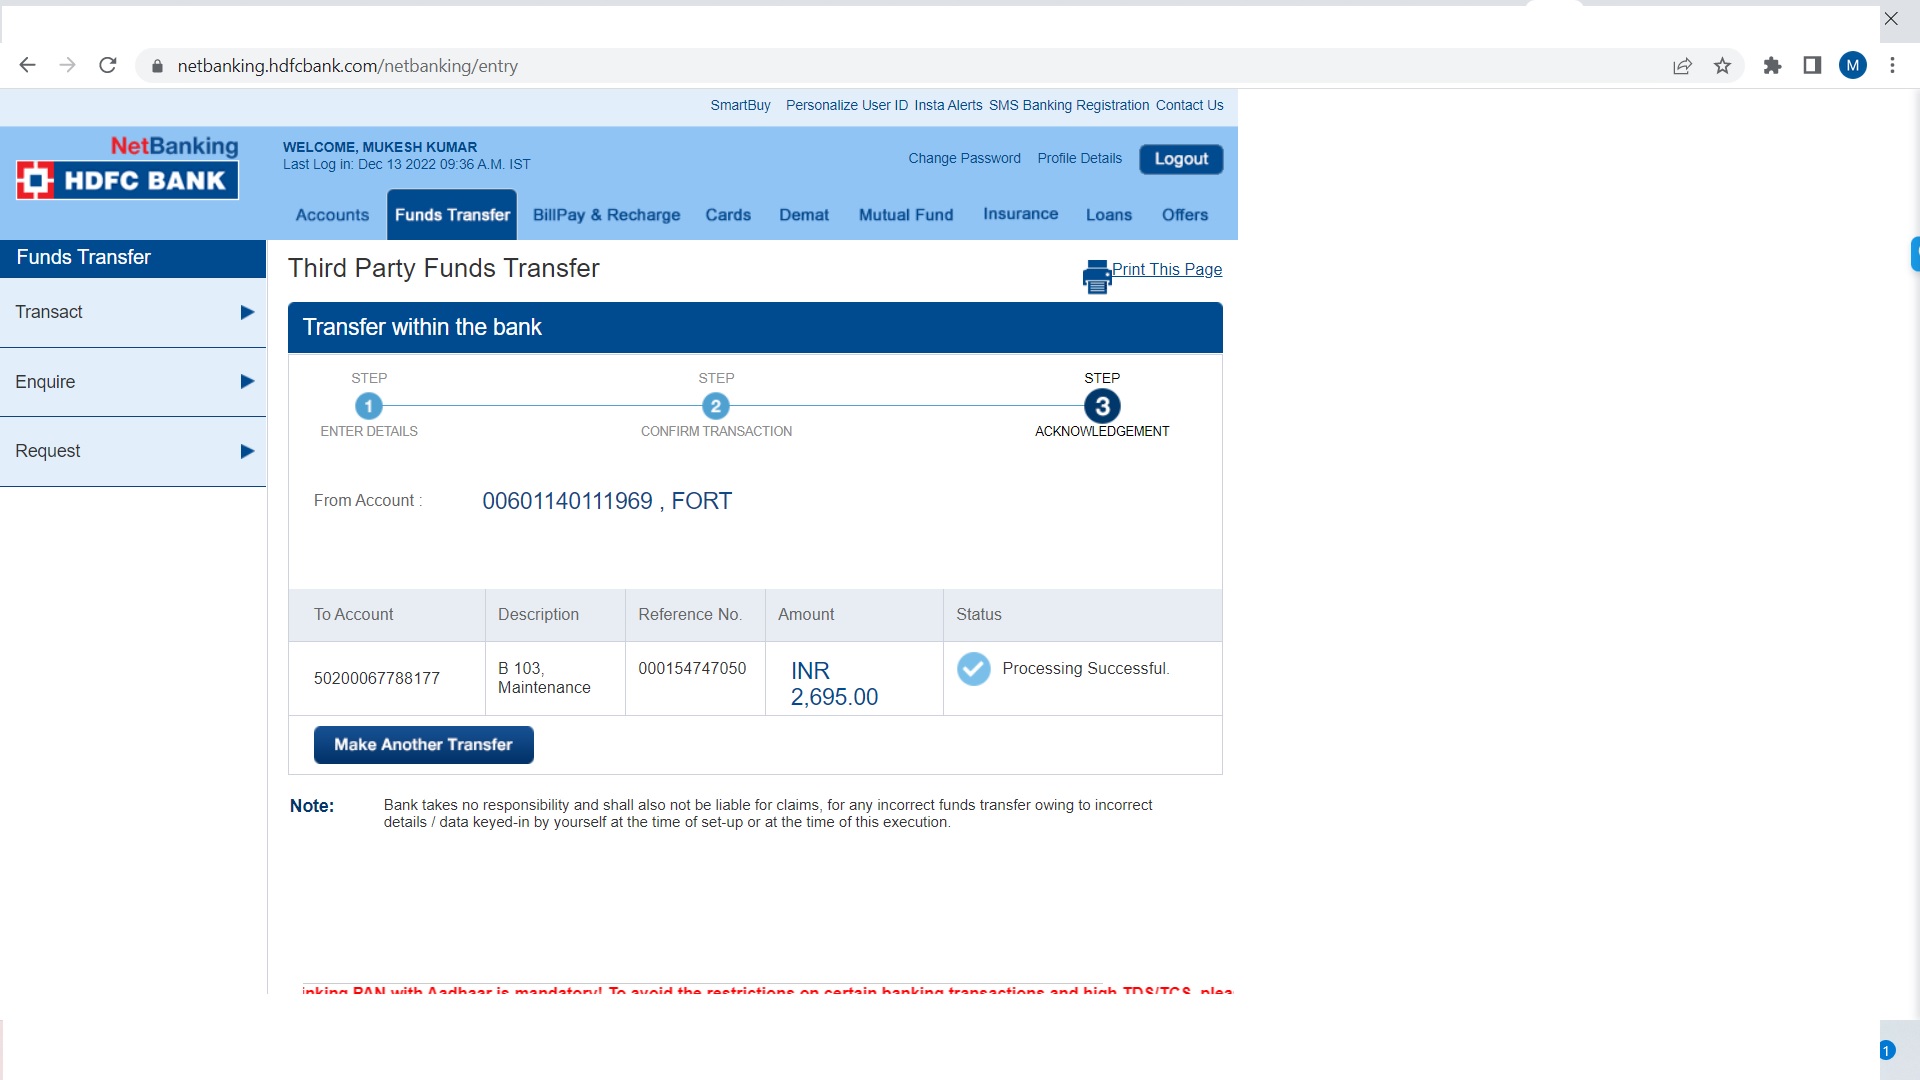 netbanking.hdfcbank.com/netbanking/entry
M
SmartBuy Personalize User ID Insta Alerts SMS Banking Registration Contact Us
NetBanking
HDFC BANK
WELCOME, MUKESH KUMAR
Last Log in: Dec 13 2022 09:36 A.M. IST
Change Password Profile Details Logout
Accounts Funds Transfer BillPay & Recharge Cards Demat Mutual Fund Insurance Loans Offers
Funds Transfer
Transact
Enquire
Request
Third Party Funds Transfer
Print This Page
Transfer within the bank
STEP STEP STEP
1 2 3
ENTER DETAILS CONFIRM TRANSACTION ACKNOWLEDGEMENT
From Account : 00601140111969 , FORT
To Account Description Reference No. Amount Status
50200067788177 B 103, Maintenance 000154747050 INR 2,695.00 Processing Successful.
Make Another Transfer
Note: Bank takes no responsibility and shall also not be liable for claims, for any incorrect funds transfer owing to incorrect
details / data keyed-in by yourself at the time of set-up or at the time of this execution.
PAN with Aadhaar is mandatory! To avoid the restrictions on certain banking transactions and high TDS/TCS,
1